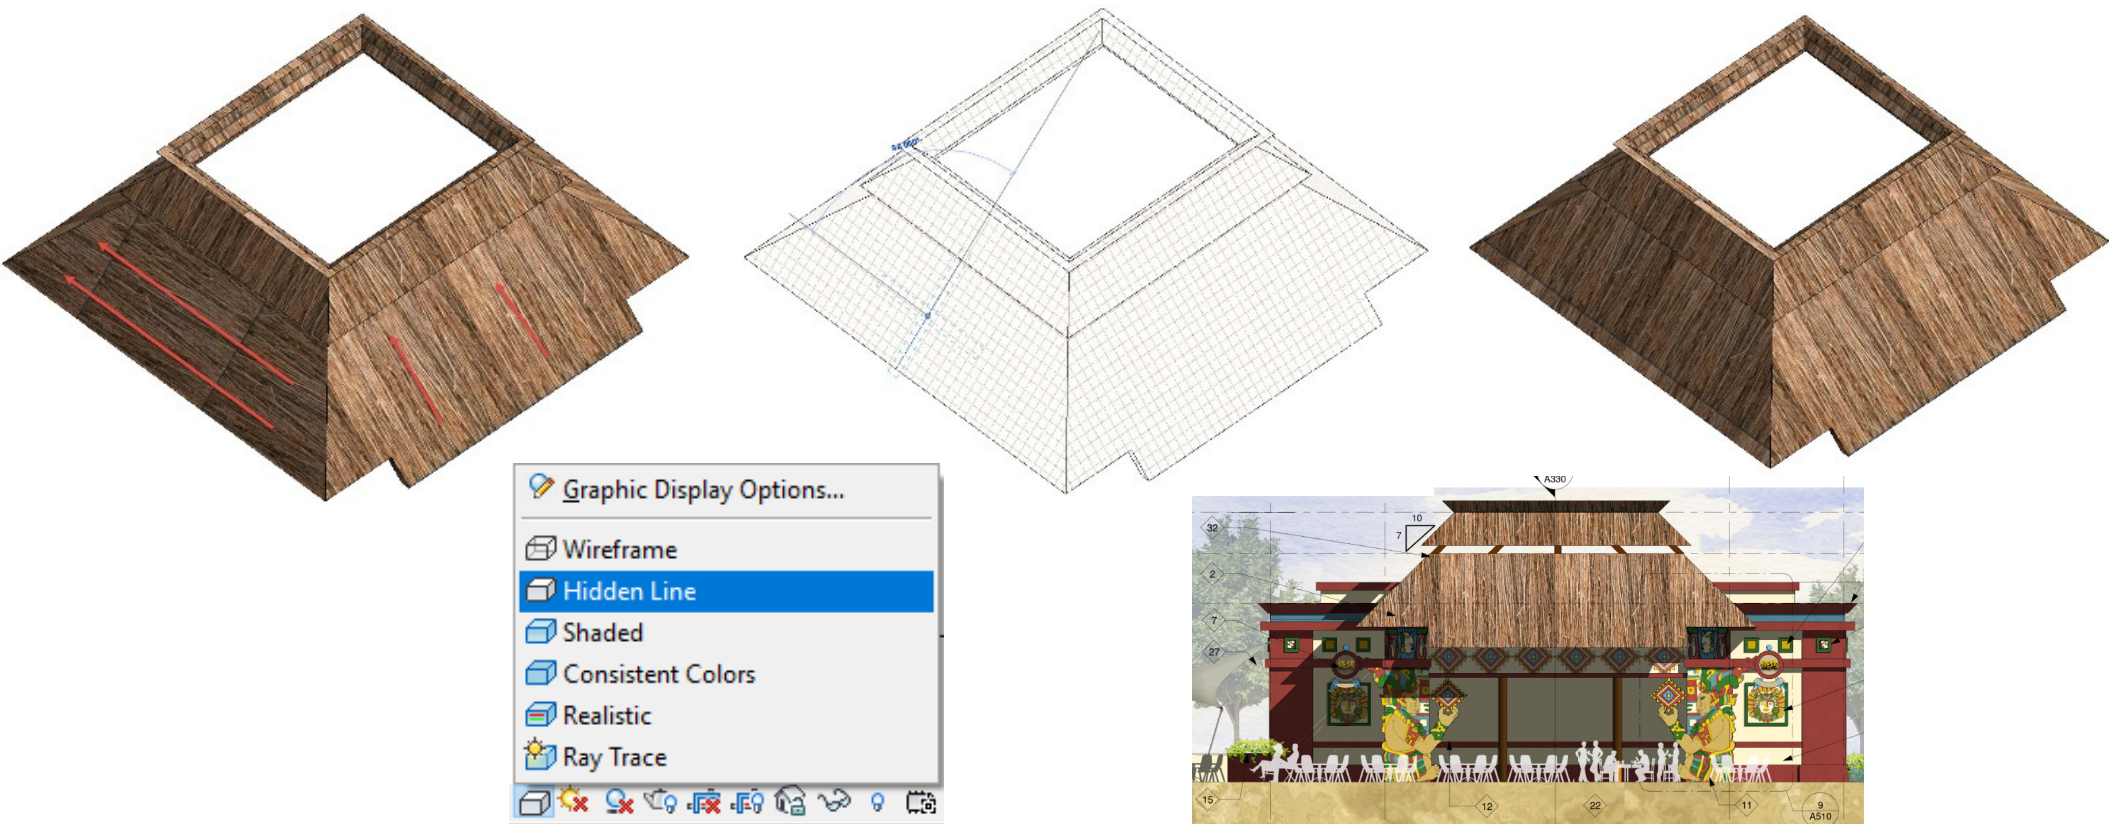 Graphic Display Options...
Wireframe
Hidden Line
Shaded
Consistent Colors
Realistic
Ray Trace
A330
32
10
7
2
7
27
15
12
22
11
9
A510